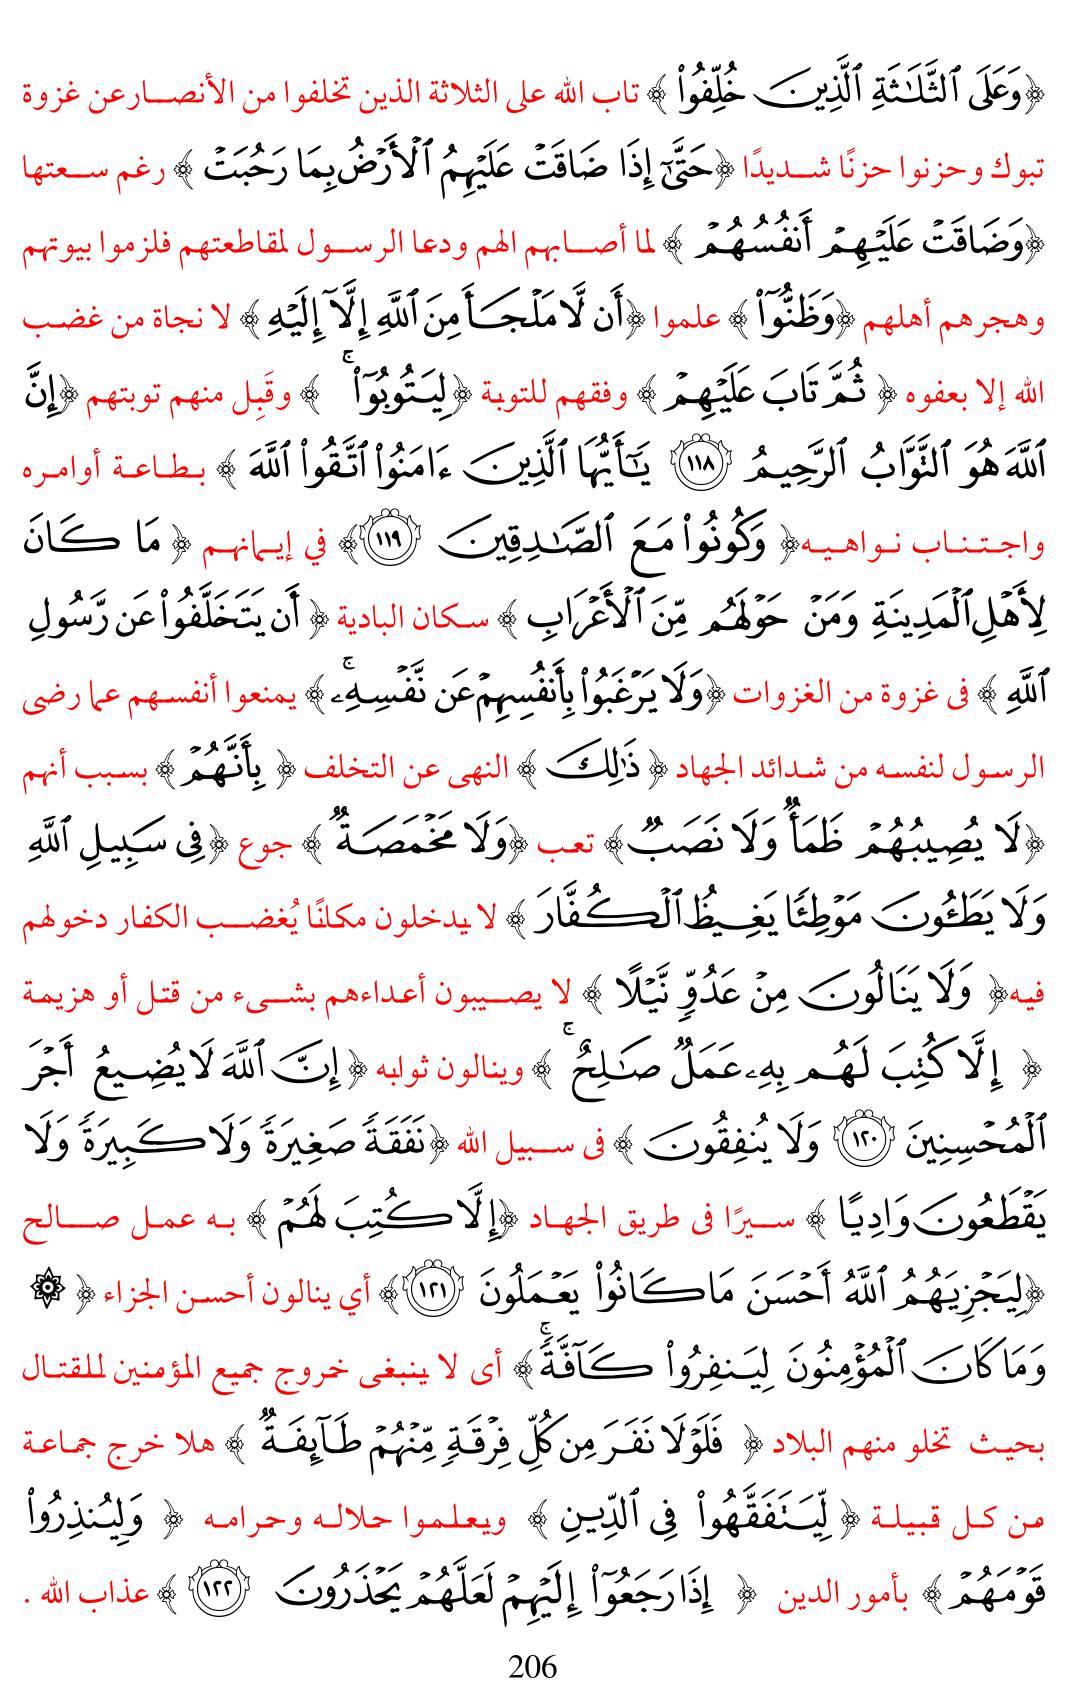 ﴿وَعَلَى ٱلثَّلَٰثَةِ ٱلَّذِينَ خُلِّفُوا۟ ﴾ تاب الله على الثلاثة الذين تخلفوا من الأنصار عن غزوة
تبوك وحزنوا حزنًا شديدًا ﴿حَتَّىٰٓ إِذَا ضَاقَتْ عَلَيْهِمُ ٱلْأَرْضُ بِمَا رَحُبَتْ ﴾ رغم سعتها
﴿وَضَاقَتْ عَلَيْهِمْ أَنفُسُهُمْ ﴾ لما أصابهم الهم ودعا الرسول لمقاطعتهم فلزموا بيوتهم
وهجرهم أهلهم ﴿وَظَنُّوٓا۟ ﴾ علموا ﴿أَن لَّا مَلْجَأَ مِنَ ٱللَّهِ إِلَّآ إِلَيْهِ ﴾ لا نجاة من غضب
الله إلا بعفوه ﴿ ثُمَّ تَابَ عَلَيْهِمْ ﴾ وفقهم للتوبة ﴿لِيَتُوبُوٓا۟ ۚ ﴾ وقَبِل منهم توبتهم ﴿إِنَّ
ٱللَّهَ هُوَ ٱلتَّوَّابُ ٱلرَّحِيمُ ١١٨ يَٰٓأَيُّهَا ٱلَّذِينَ ءَامَنُوا۟ ٱتَّقُوا۟ ٱللَّهَ ﴾ بطاعة أوامره
واجتناب نواهيه﴿ وَكُونُوا۟ مَعَ ٱلصَّٰدِقِينَ ١١٩﴾ في إيمانهم ﴿ مَا كَانَ
لِأَهْلِ ٱلْمَدِينَةِ وَمَنْ حَوْلَهُم مِّنَ ٱلْأَعْرَابِ ﴾ سكان البادية ﴿ أَن يَتَخَلَّفُوا۟ عَن رَّسُولِ
ٱللَّهِ ﴾ فى غزوة من الغزوات ﴿وَلَا يَرْغَبُوا۟ بِأَنفُسِهِمْ عَن نَّفْسِهِۦ ۚ﴾ يمنعوا أنفسهم عما رضى
الرسول لنفسه من شدائد الجهاد ﴿ ذَٰلِكَ ﴾ النهى عن التخلف ﴿ بِأَنَّهُمْ ﴾ بسبب أنهم
﴿لَا يُصِيبُهُمْ ظَمَأٌ وَلَا نَصَبٌ﴾ تعب ﴿وَلَا مَخْمَصَةٌ ﴾ جوع ﴿فِى سَبِيلِ ٱللَّهِ
وَلَا يَطَـُٔونَ مَوْطِئًا يَغِيظُ ٱلْكُفَّارَ ﴾ لا يدخلون مكانًا يُغضب الكفار دخولهم
فيه﴿ وَلَا يَنَالُونَ مِنْ عَدُوٍّ نَّيْلًا ﴾ لا يصيبون أعداءهم بشىء من قتل أو هزيمة
﴿ إِلَّا كُتِبَ لَهُم بِهِۦ عَمَلٌ صَٰلِحٌ ۚ ﴾ وينالون ثوابه ﴿ إِنَّ ٱللَّهَ لَا يُضِيعُ أَجْرَ
ٱلْمُحْسِنِينَ ١٢٠ وَلَا يُنفِقُونَ ﴾ فى سبيل الله ﴿نَفَقَةً صَغِيرَةً وَلَا كَبِيرَةً وَلَا
يَقْطَعُونَ وَادِيًا ﴾ سيرًا فى طريق الجهاد ﴿إِلَّا كُتِبَ لَهُمْ ﴾ به عمل صالح
﴿لِيَجْزِيَهُمُ ٱللَّهُ أَحْسَنَ مَا كَانُوا۟ يَعْمَلُونَ ١٢١﴾ أي ينالون أحسن الجزاء ﴿ ۞
وَمَا كَانَ ٱلْمُؤْمِنُونَ لِيَنفِرُوا۟ كَآفَّةً ۚ﴾ أى لا ينبغى خروج جميع المؤمنين للقتال
بحيث تخلو منهم البلاد ﴿ فَلَوْلَا نَفَرَ مِن كُلِّ فِرْقَةٍ مِّنْهُمْ طَآئِفَةٌ ﴾ هلا خرج جماعة
من كل قبيلة ﴿ لِّيَتَفَقَّهُوا۟ فِى ٱلدِّينِ ﴾ ويعلموا حلاله وحرامه ﴿ وَلِيُنذِرُوا۟
قَوْمَهُمْ ﴾ بأمور الدين ﴿ إِذَا رَجَعُوٓا۟ إِلَيْهِمْ لَعَلَّهُمْ يَحْذَرُونَ ١٢٢ ﴾ عذاب الله .
206